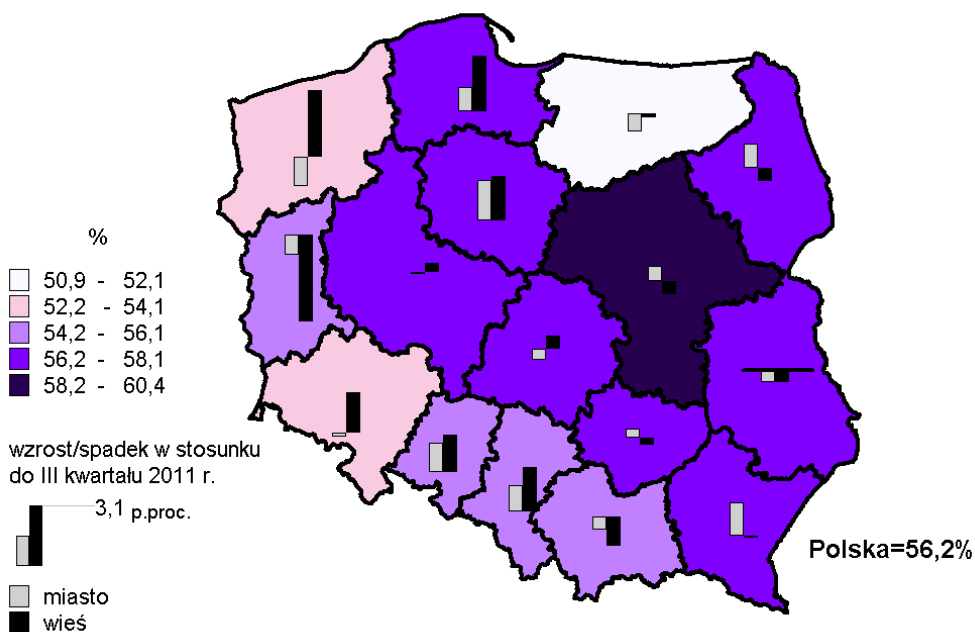 %
50,9 - 52,1
52,2 - 54,1
54,2 - 56,1
56,2 - 58,1
58,2 - 60,4
wzrost/spadek w stosunku
do III kwartału 2011 r.
3,1 p.proc.
Polska=56,2%
miasto
wieś